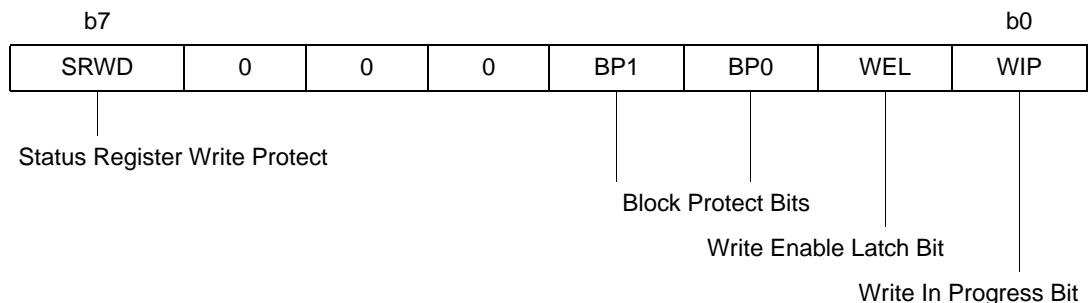 b7 b0
SRWD 0 0 0 BP1 BP0 WEL WIP
Status Register Write Protect
Block Protect Bits
Write Enable Latch Bit
Write In Progress Bit